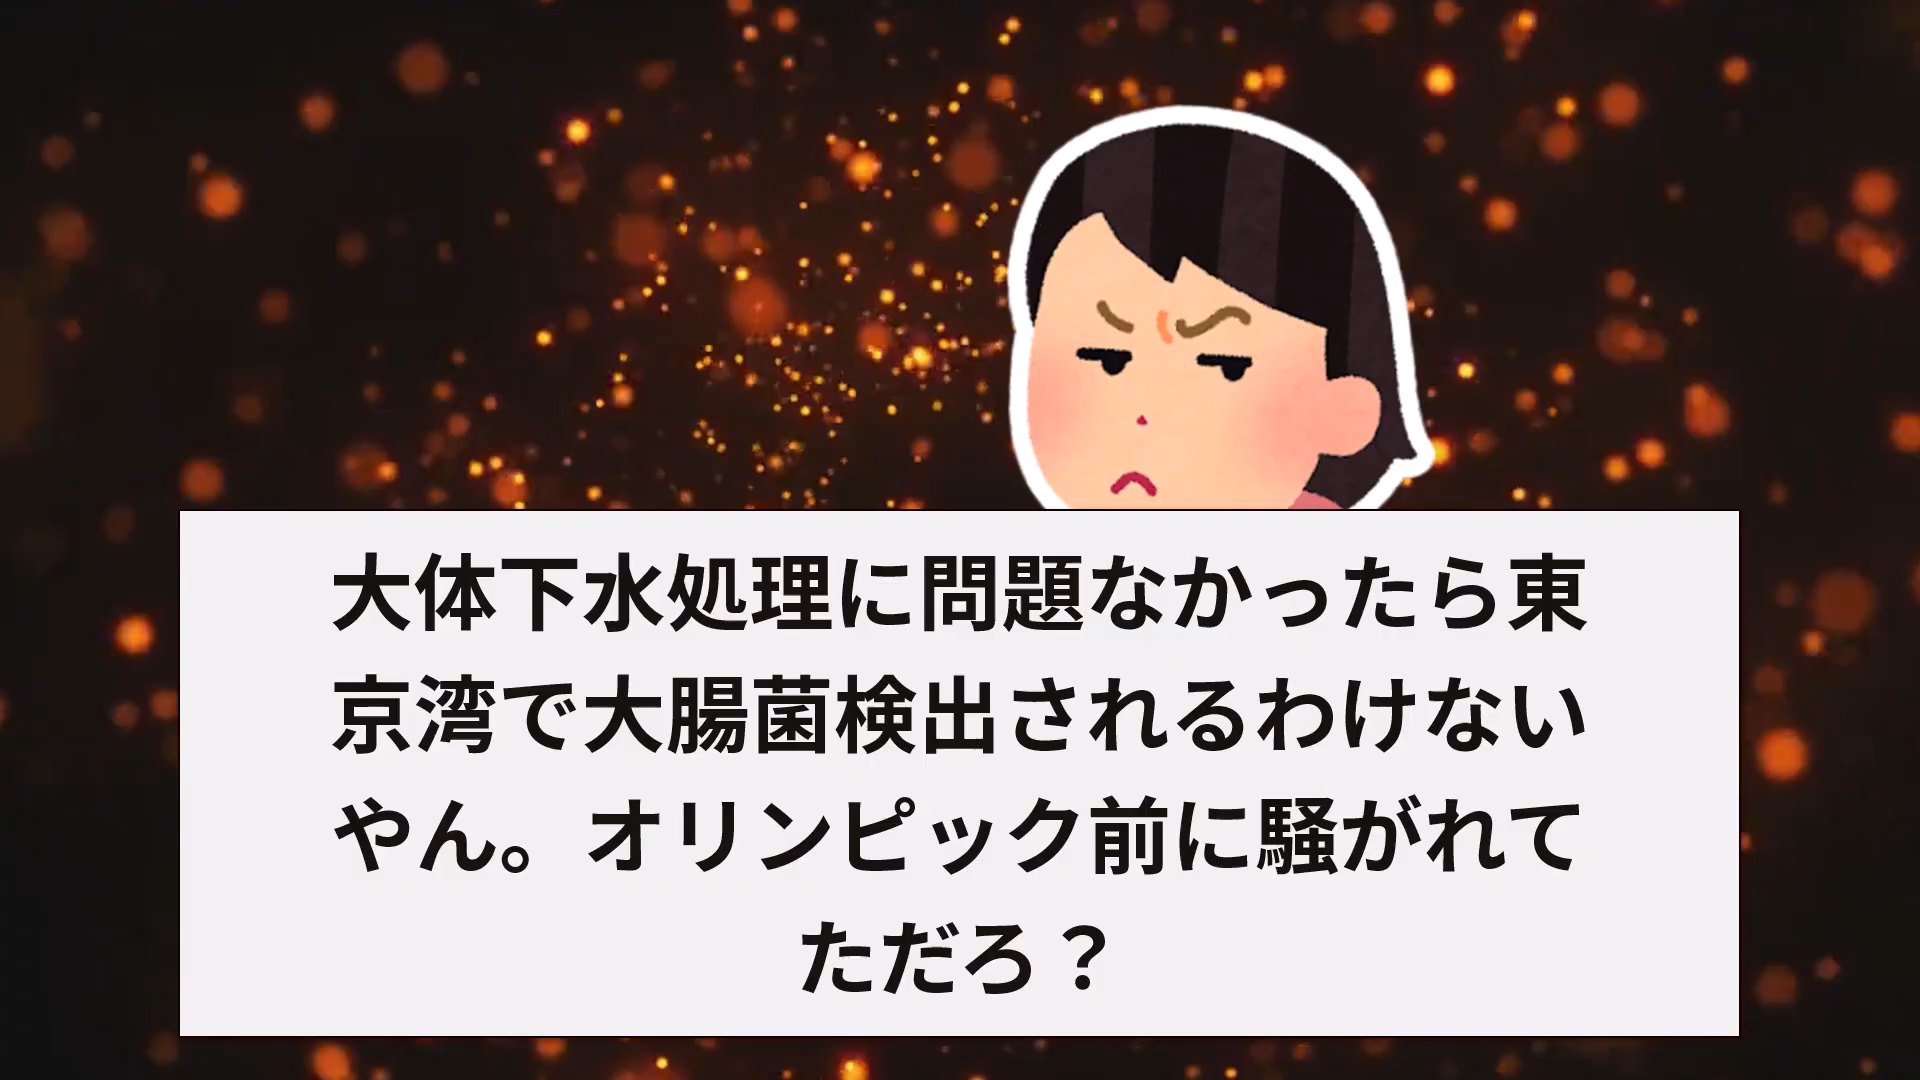 大体下水処理に問題なかったら東
京湾で大腸菌検出されるわけない
やん。オリンピック前に騒がれて
ただろ？